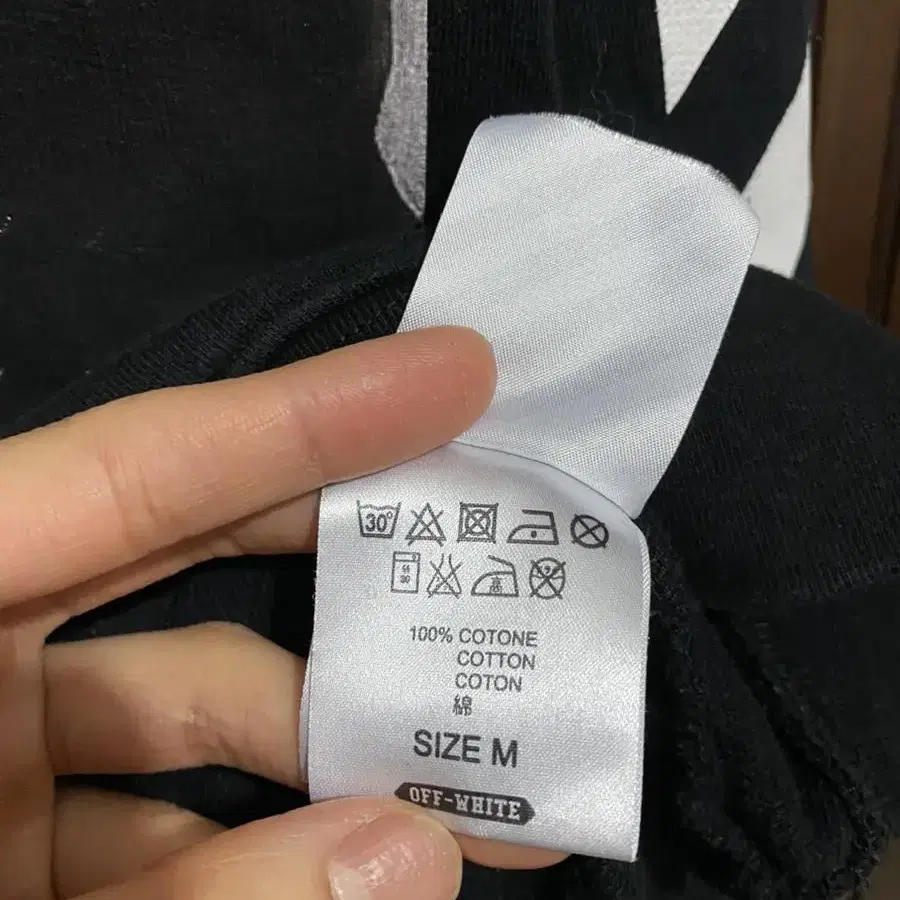 30°
100% COTONE
COTTON
COTON
綿
SIZE M
OFF-WHITE